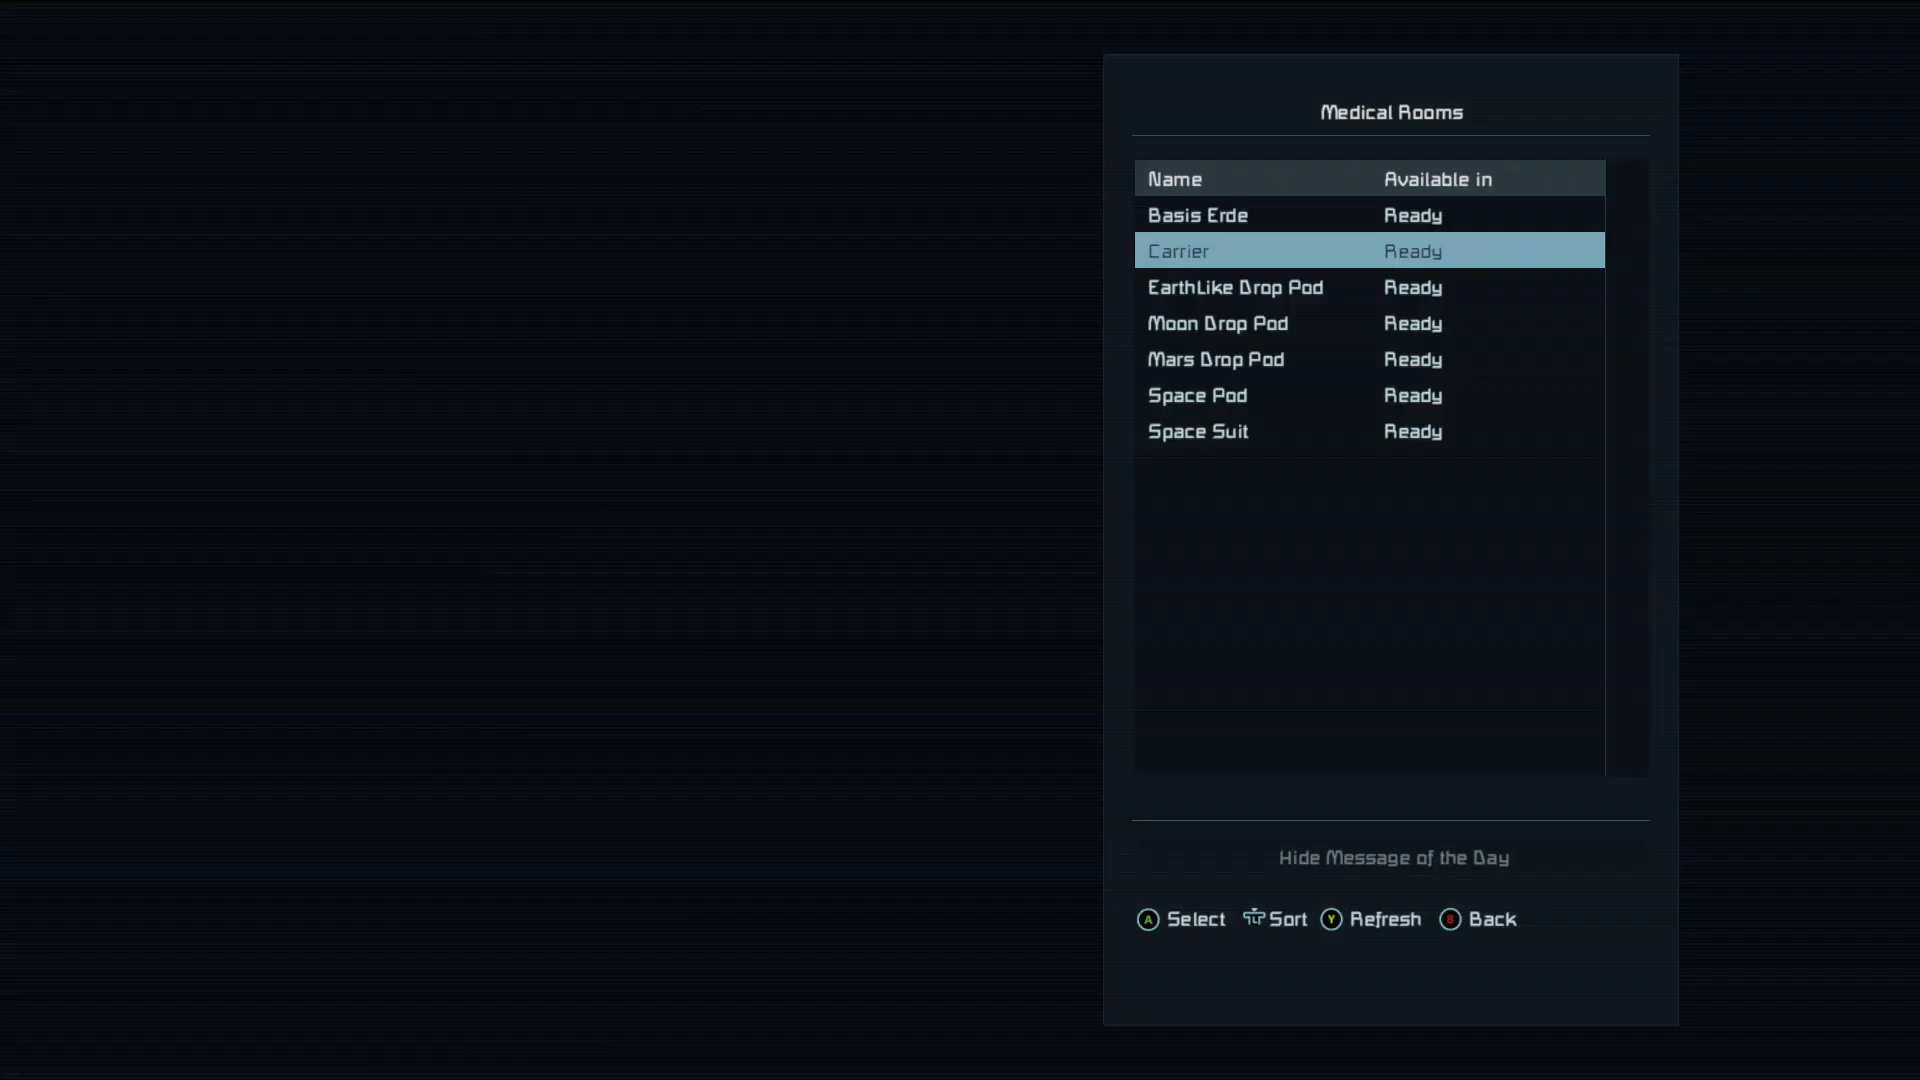 Medical Rooms
Name Available in
Basis Erde Ready
Carrier Ready
EarthLike Drop Pod Ready
Moon Drop Pod Ready
Mars Drop Pod Ready
Space Pod Ready
Space Suit Ready
Hide Message of the Day
A Select Sort Y Refresh B Back